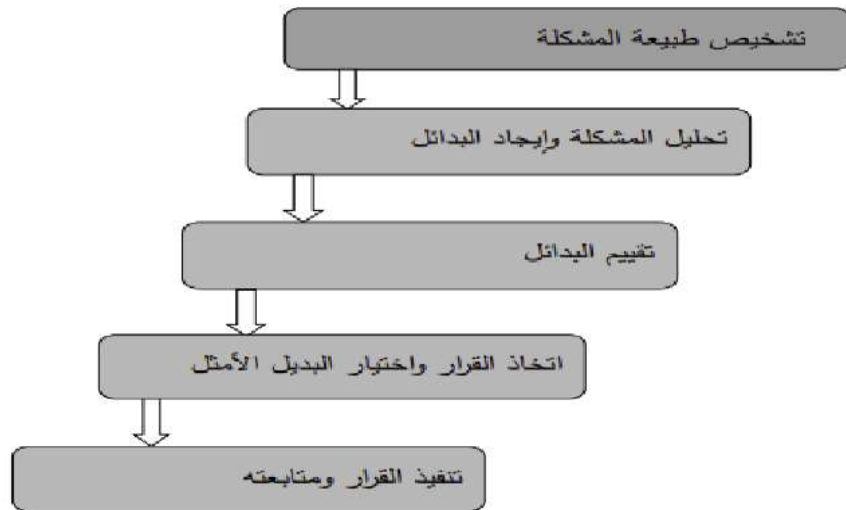 تشخيص طبيعة المشكلة
تحليل المشكلة وإيجاد البدائل
تقييم البدائل
اتخاذ القرار واختيار البديل الأمثل
تنفيذ القرار ومتابعته